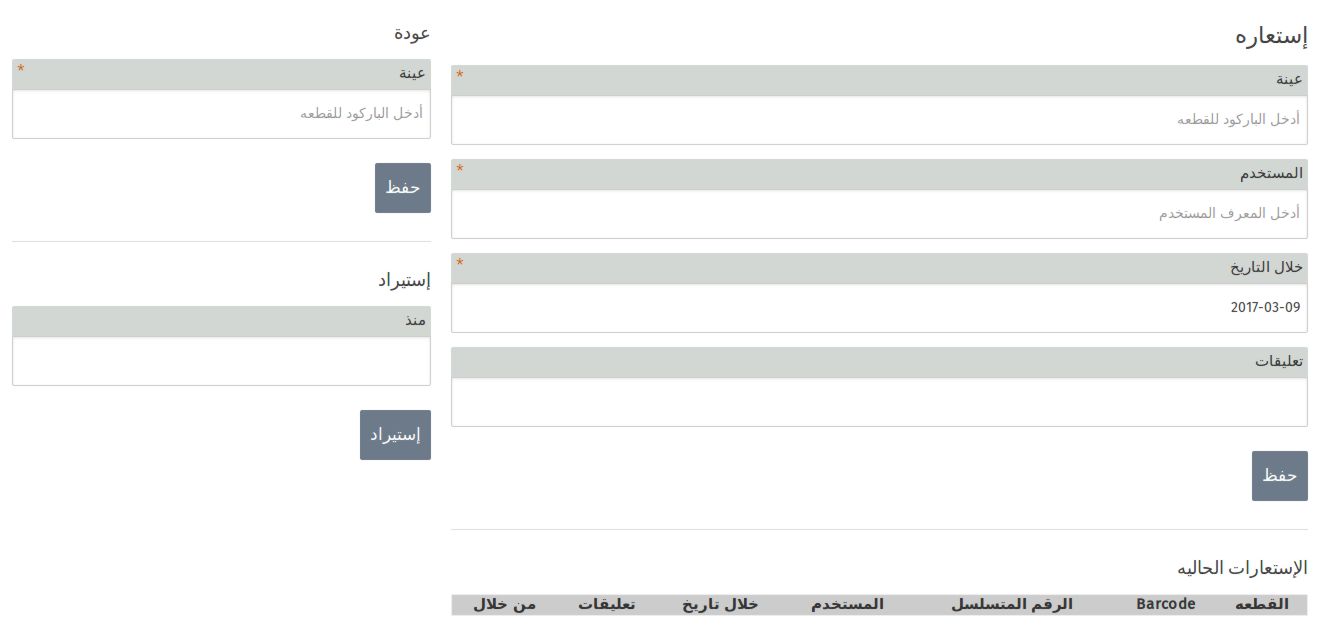 إستعاره
عينة *
أدخل الباركود للقطعه
المستخدم *
أدخل المعرف المستخدم
خلال التاريخ *
2017-03-09
تعليقات
حفظ
الإستعارات الحاليه
القطعه Barcode الرقم المتسلسل المستخدم خلال تاريخ تعليقات من خلال
عودة
عينة *
أدخل الباركود للقطعه
حفظ
إستيراد
منذ
إستيراد